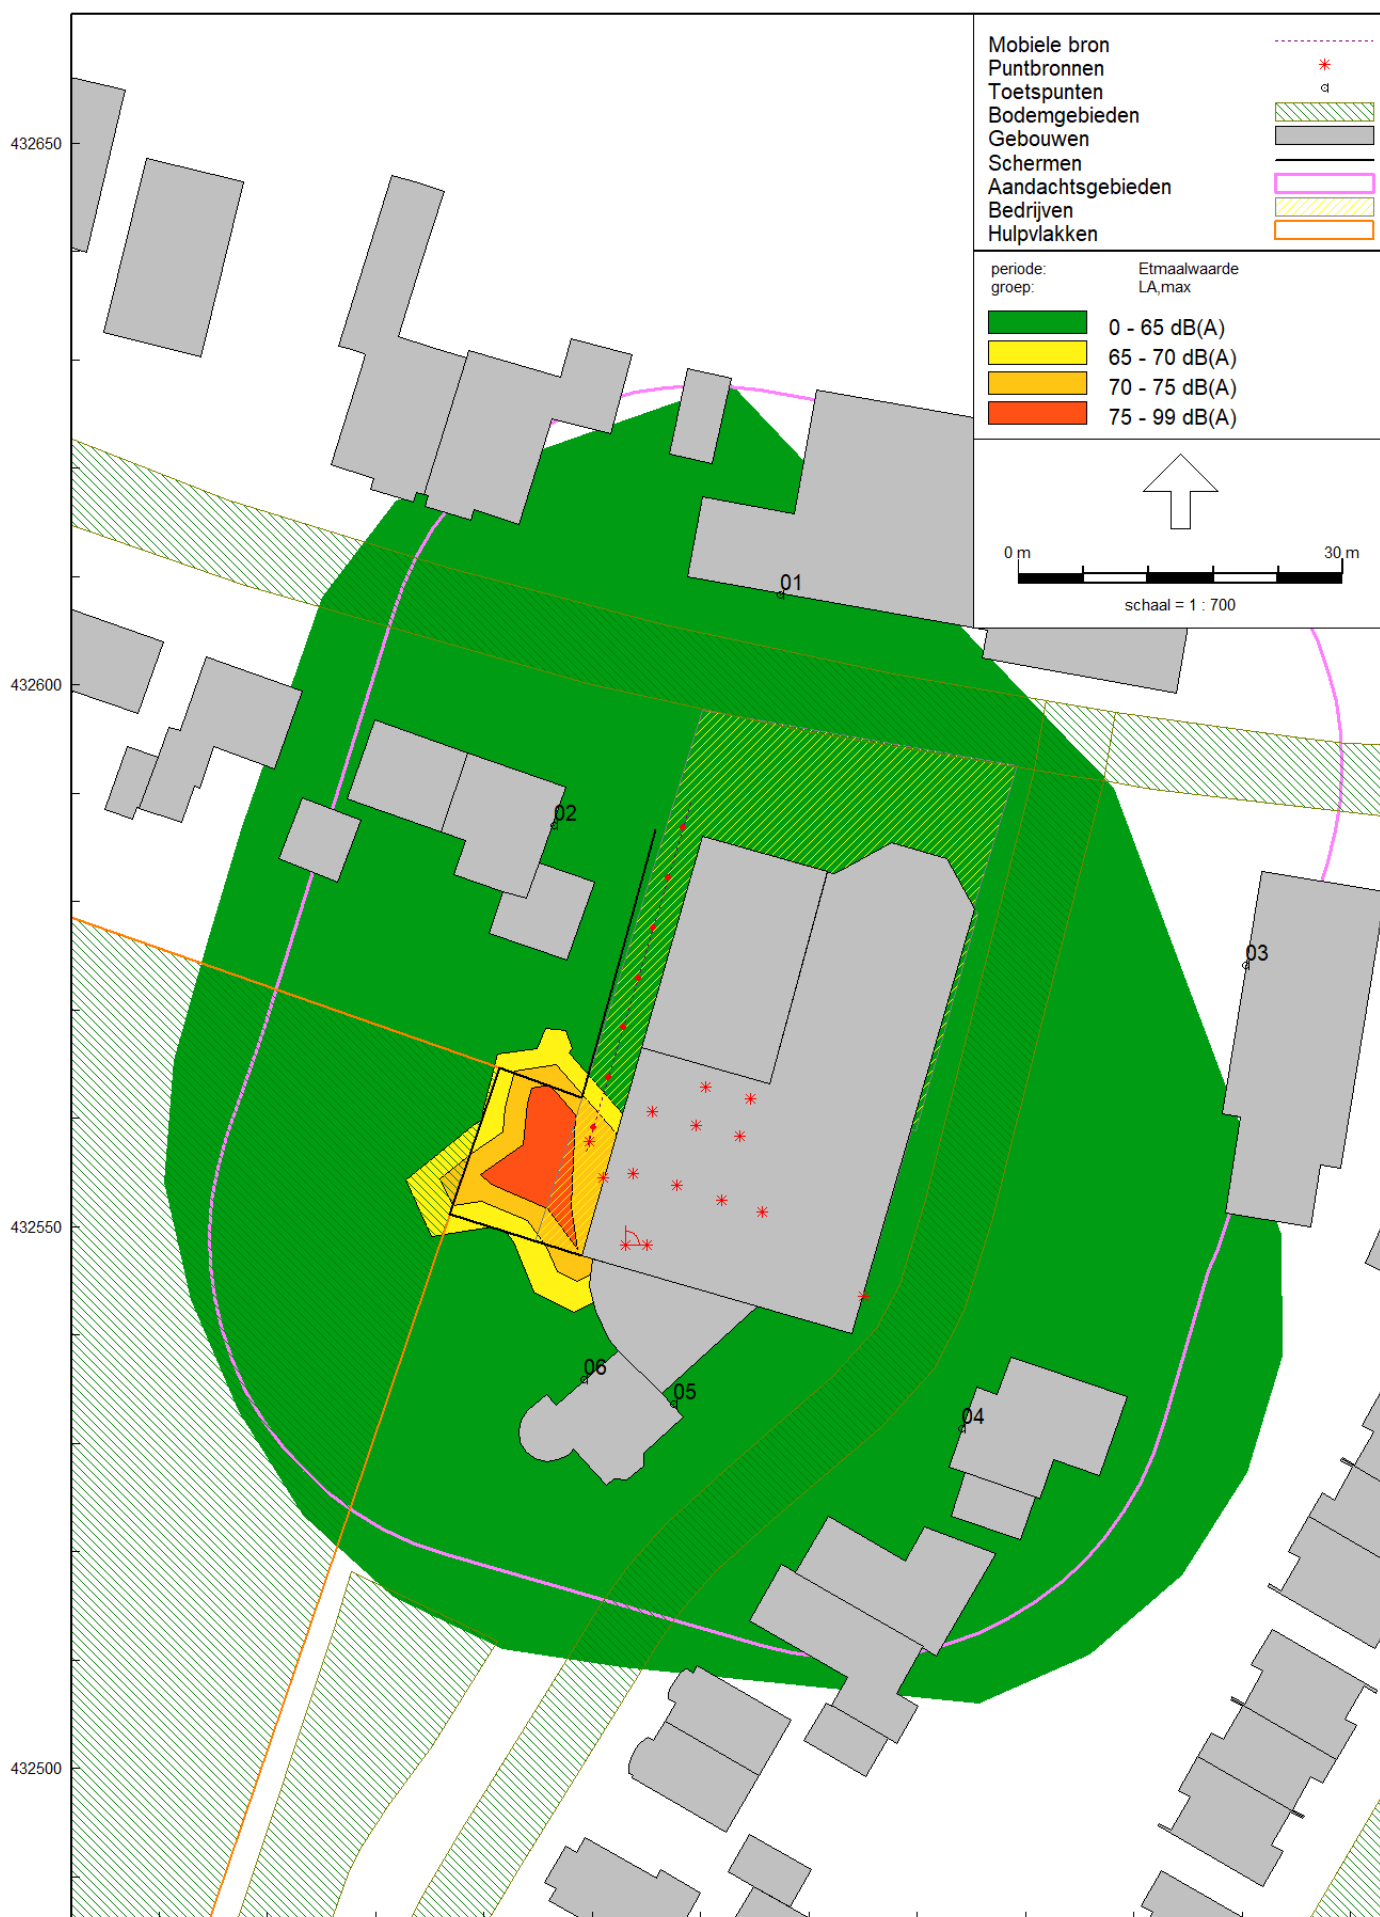 Mobiele bron
Puntbronnen
Toetspunten
Bodemgebieden
Gebouwen
Schermen
Aandachtsgebieden
Bedrijven
Hulpvlakken
periode: Etmaalwaarde
groep: LA,max
0 - 65 dB(A)
65 - 70 dB(A)
70 - 75 dB(A)
75 - 99 dB(A)
0 m 30 m
schaal = 1 : 700
432650
432600
432550
432500
01
02
03
04
05
06